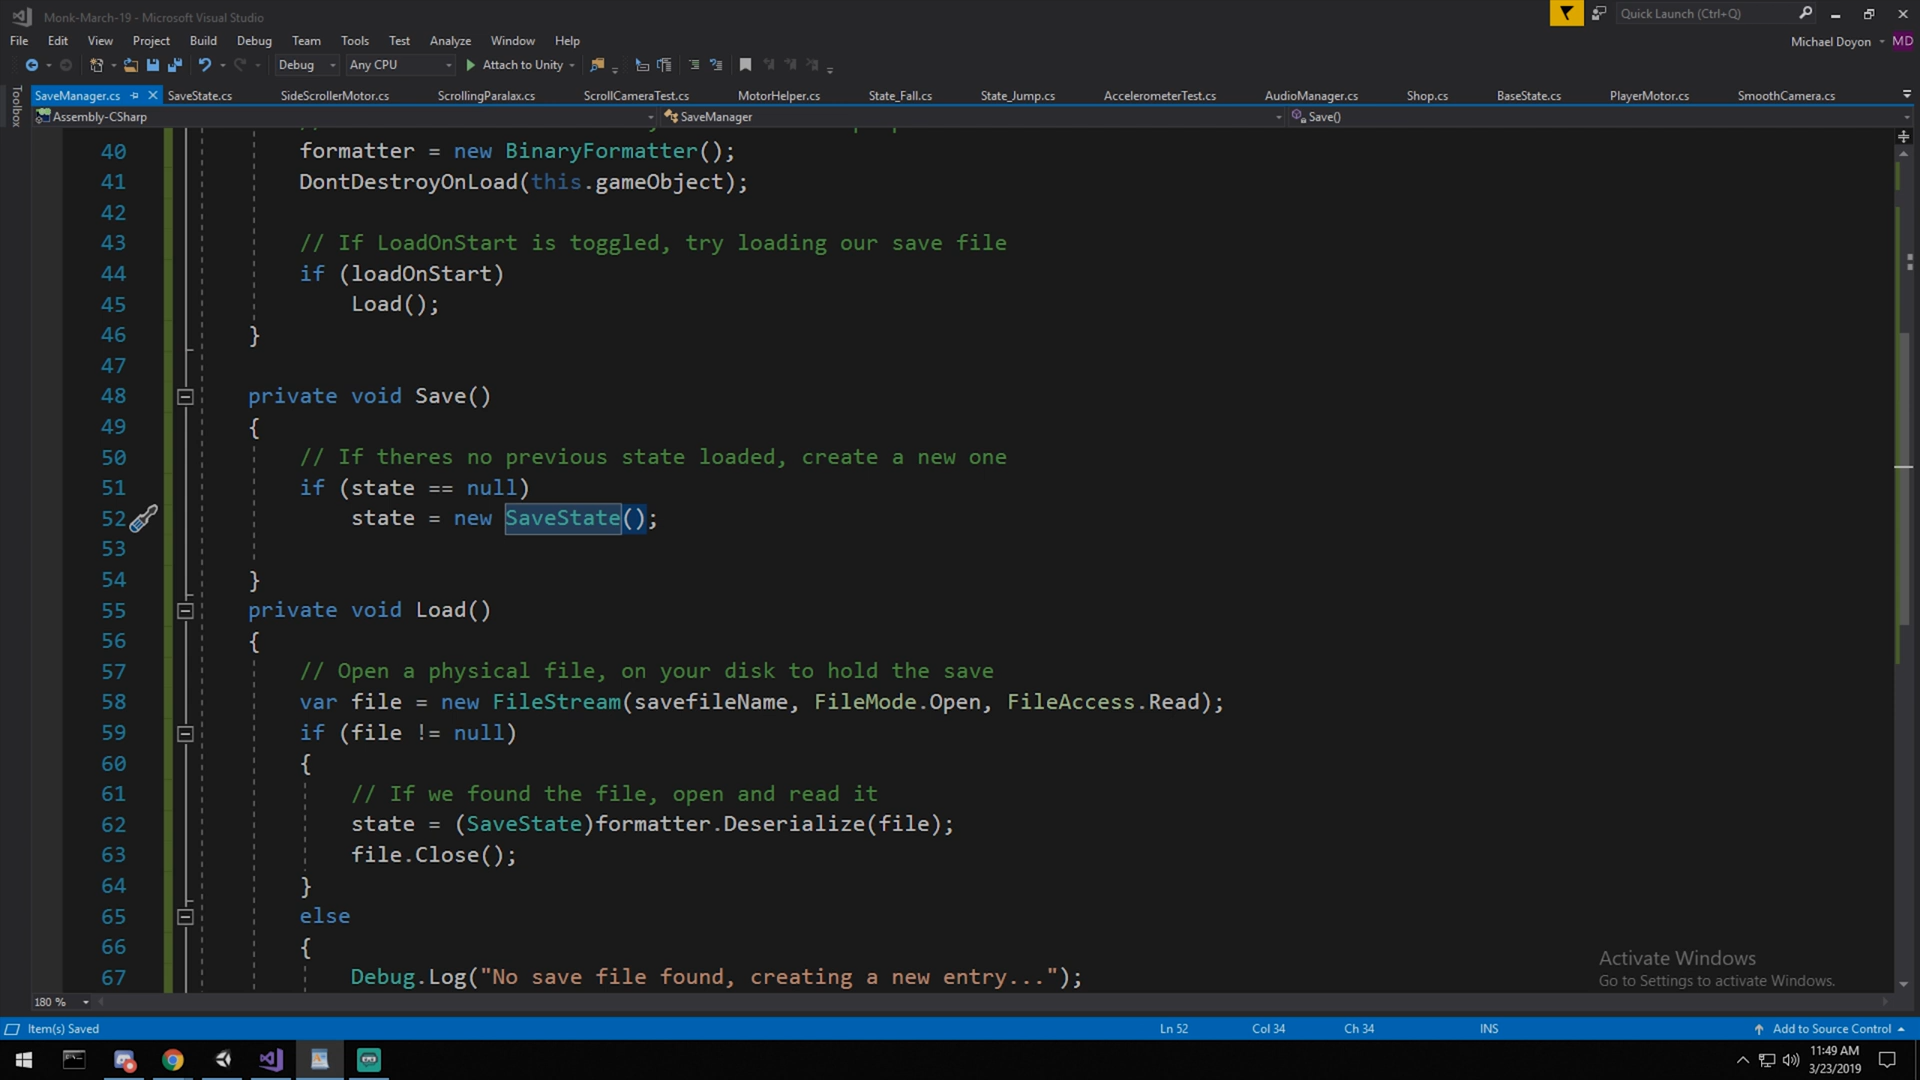 Monk-March-19 - Microsoft Visual Studio
Quick Launch (Ctrl+Q)
File Edit View Project Build Debug Team Tools Test Analyze Window Help
Michael Doyon MD
Debug Any CPU Attach to Unity
Toolbox
SaveManager.cs SaveState.cs SideScrollerMotor.cs ScrollingParalax.cs ScrollCameraTest.cs MotorHelper.cs State_Fall.cs State_Jump.cs AccelerometerTest.cs AudioManager.cs Shop.cs BaseState.cs PlayerMotor.cs SmoothCamera.cs
Assembly-CSharp SaveManager Save()
40 formatter = new BinaryFormatter();
41 DontDestroyOnLoad(this.gameObject);
42
43 // If LoadOnStart is toggled, try loading our save file
44 if (loadOnStart)
45 Load();
46 }
47
48 private void Save()
49 {
50 // If theres no previous state loaded, create a new one
51 if (state == null)
52 state = new SaveState();
53
54 }
55 private void Load()
56 {
57 // Open a physical file, on your disk to hold the save
58 var file = new FileStream(savefileName, FileMode.Open, FileAccess.Read);
59 if (file != null)
60 {
61 // If we found the file, open and read it
62 state = (SaveState)formatter.Deserialize(file);
63 file.Close();
64 }
65 else
66 {
67 Debug.Log("No save file found, creating a new entry...");
Activate Windows
Go to Settings to activate Windows.
180 %
Item(s) Saved Ln 52 Col 34 Ch 34 INS Add to Source Control
11:49 AM
3/23/2019